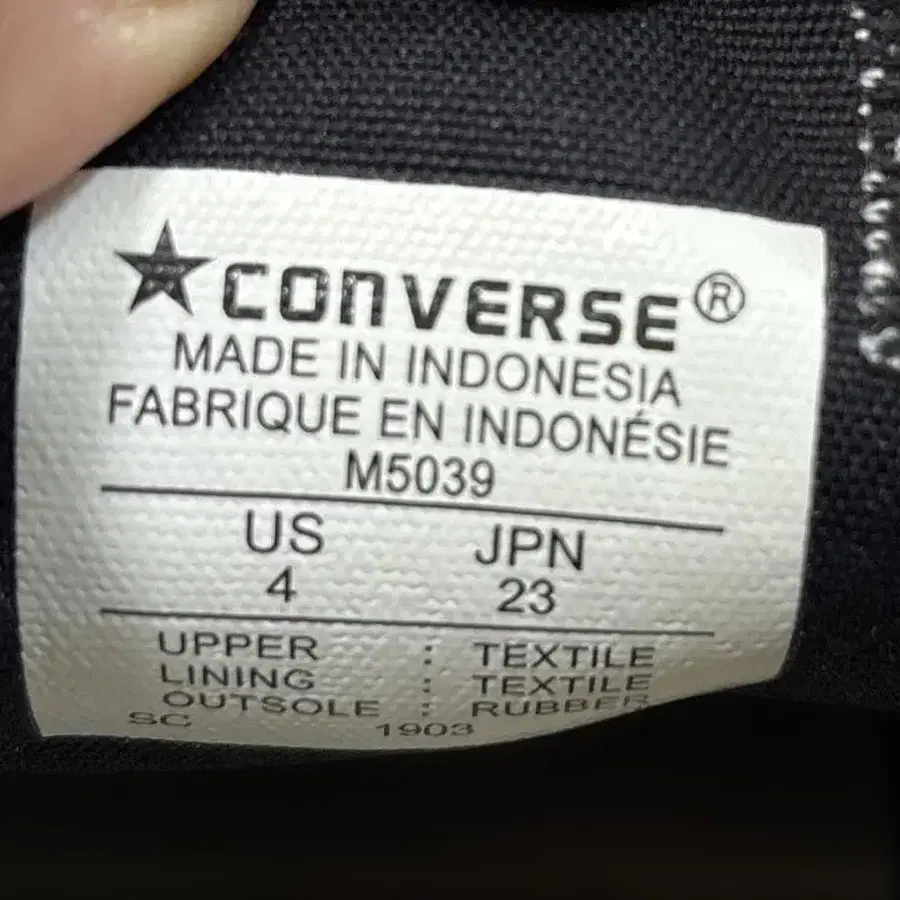 CONVERSE®
MADE IN INDONESIA
FABRIQUE EN INDONÉSIE
M5039
US JPN
4 23
UPPER : TEXTILE
LINING : TEXTILE
OUTSOLE : RUBBER
SC 1903